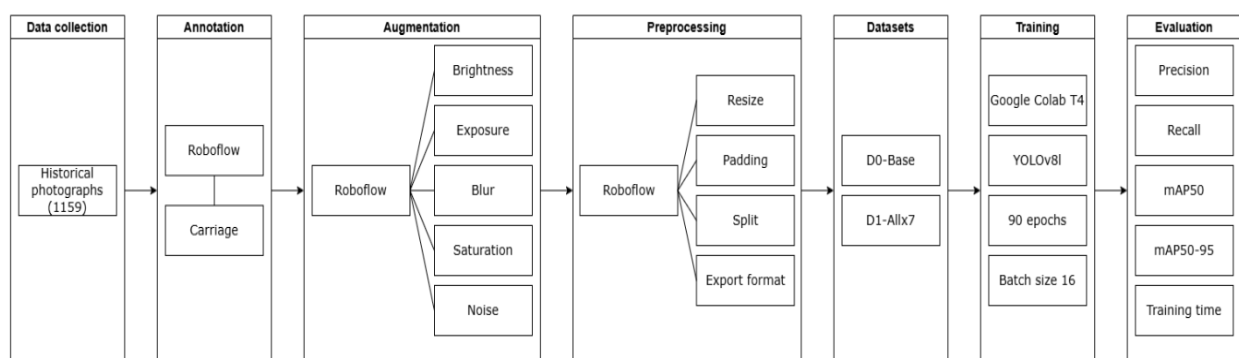 Data collection
Historical
photographs
(1159)
Annotation
Roboflow
Carriage
Augmentation
Roboflow
Brightness
Exposure
Blur
Saturation
Noise
Preprocessing
Roboflow
Resize
Padding
Split
Export format
Datasets
D0-Base
D1-Allx7
Training
Google Colab T4
YOLOv8l
90 epochs
Batch size 16
Evaluation
Precision
Recall
mAP50
mAP50-95
Training time